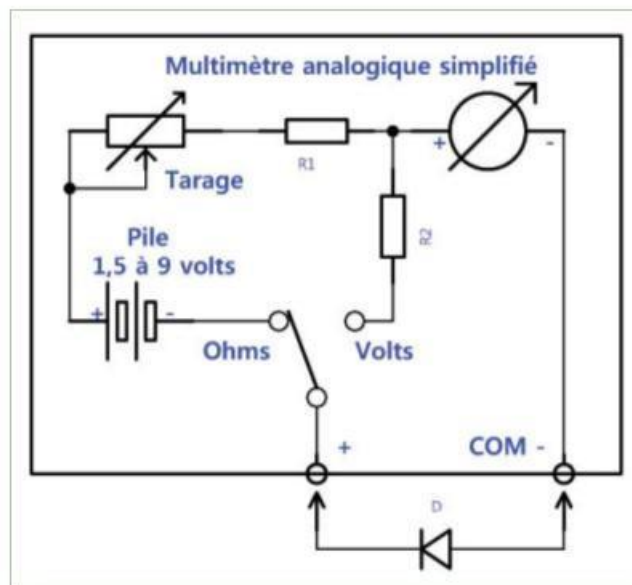 Multimètre analogique simplifié
+ -
R1
Tarage
R2
Pile
1,5 à 9 volts
+ -
Ohms
Volts
+
COM -
D